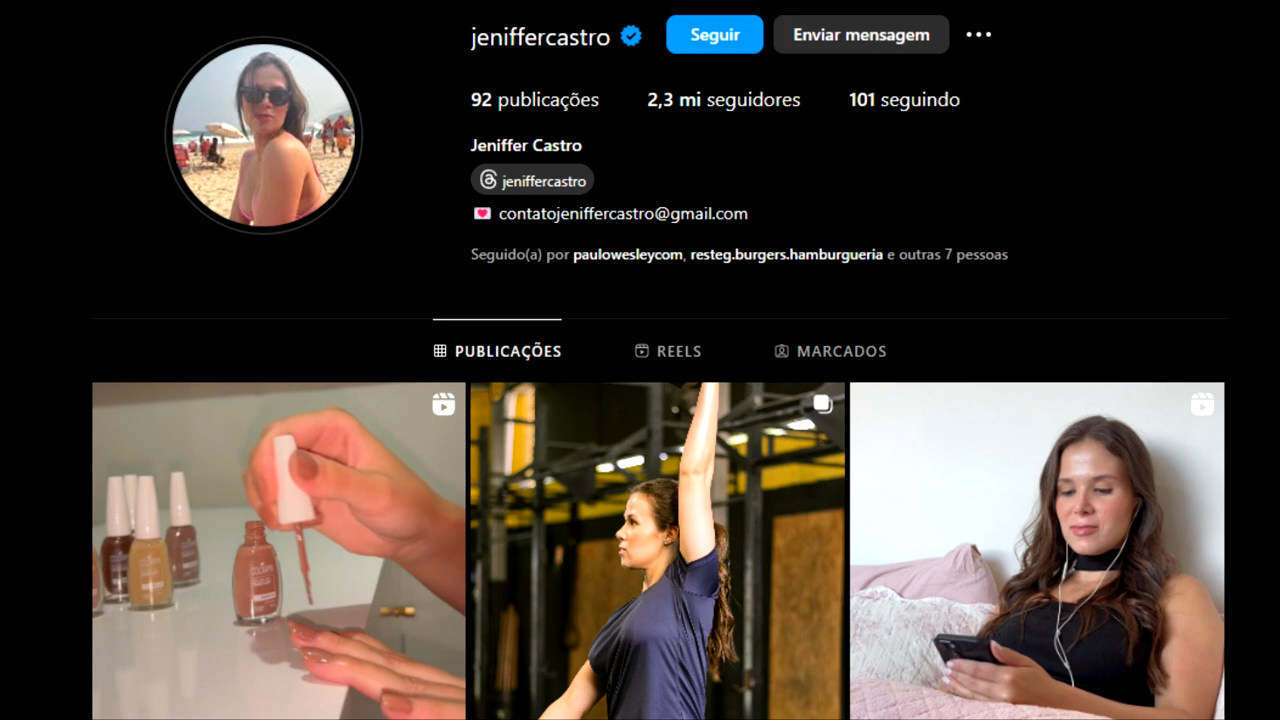 jeniffercastro Seguir Enviar mensagem
92 publicações 2,3 mi seguidores 101 seguindo
Jeniffer Castro
jeniffercastro
contatojeniffercastro@gmail.com
Seguido(a) por paulowesleycom, resteg.burgers.hamburgueria e outras 7 pessoas
PUBLICAÇÕES REELS MARCADOS